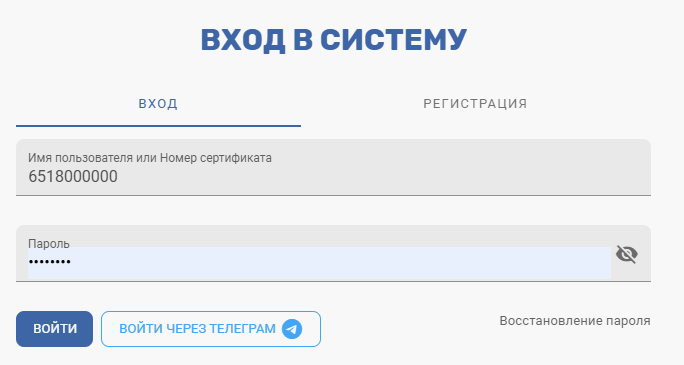 ВХОД В СИСТЕМУ
ВХОД
РЕГИСТРАЦИЯ
Имя пользователя или Номер сертификата
6518000000
Пароль
••••••••
ВОЙТИ
ВОЙТИ ЧЕРЕЗ ТЕЛЕГРАМ
Восстановление пароля